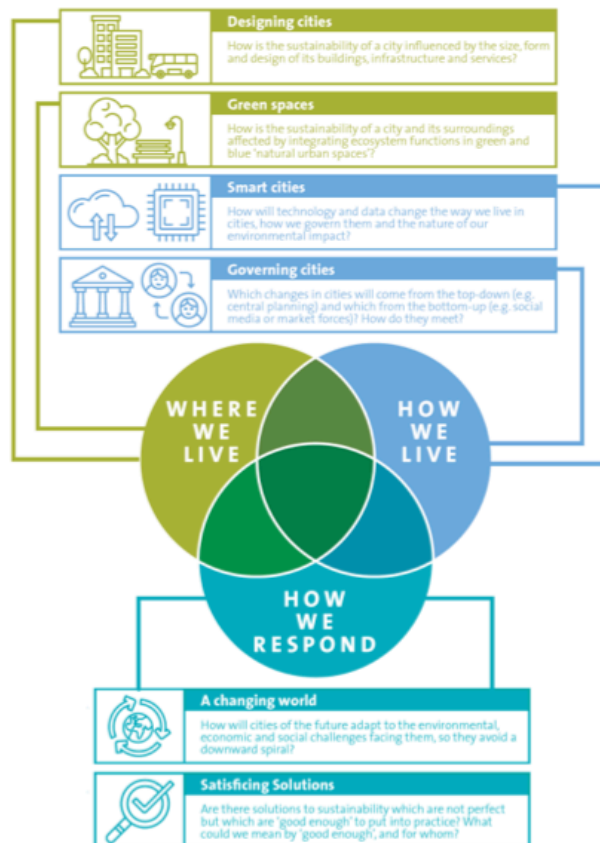 Designing cities
How is the sustainability of a city influenced by the size, form
and design of its buildings, infrastructure and services?
Green spaces
How is the sustainability of a city and its surroundings
affected by integrating ecosystem functions in green and
blue 'natural urban spaces'?
Smart cities
How will technology and data change the way we live in
cities, how we govern them and the nature of our
environmental impact?
Governing cities
Which changes in cities will come from the top-down (e.g.
central planning) and which from the bottom-up (e.g. social
media or market forces)? How do they meet?
WHERE
WE
LIVE
HOW
WE
LIVE
HOW
WE
RESPOND
A changing world
How will cities of the future adapt to the environmental,
economic and social challenges facing them, so they avoid a
downward spiral?
Satisficing Solutions
Are there solutions to sustainability which are not perfect
but which are 'good enough' to put into practice? What
could we mean by 'good enough', and for whom?